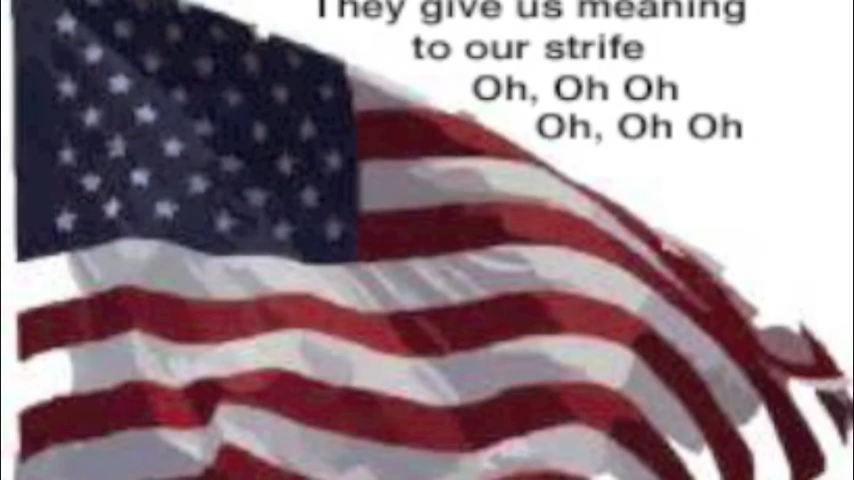 They give us meaning
to our strife
Oh, Oh Oh
Oh, Oh Oh